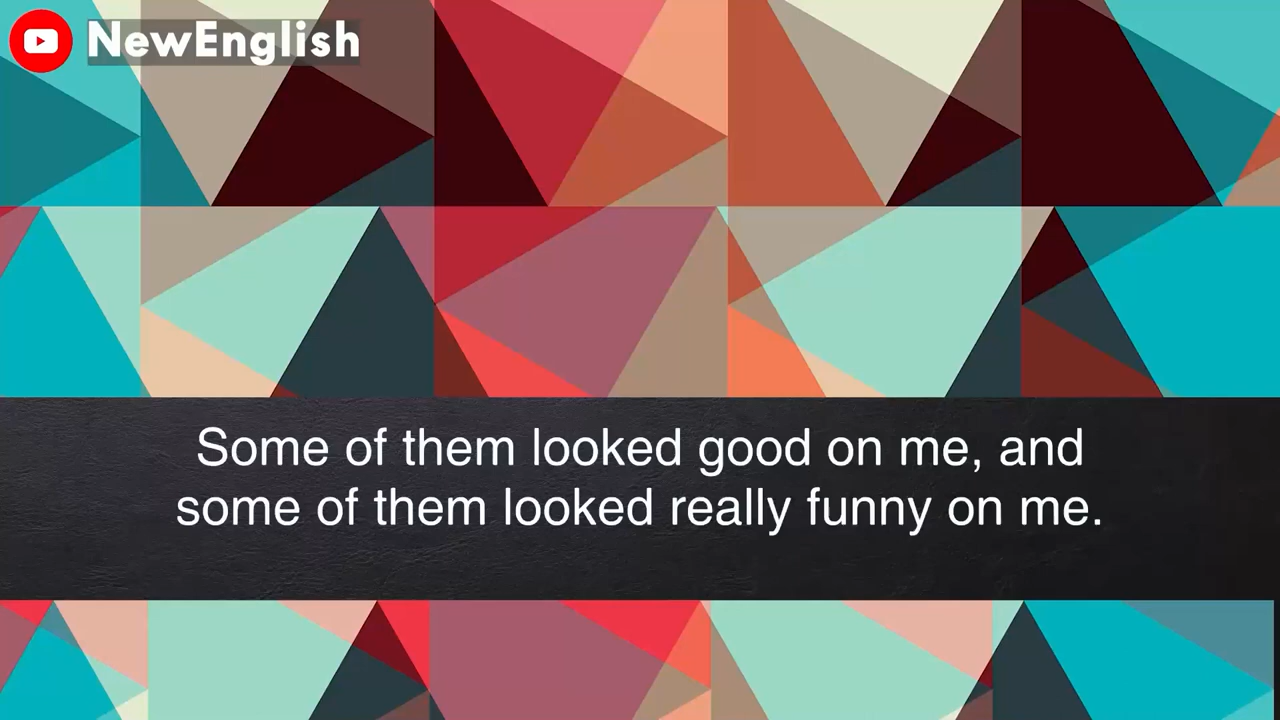 NewEnglish
Some of them looked good on me, and
some of them looked really funny on me.